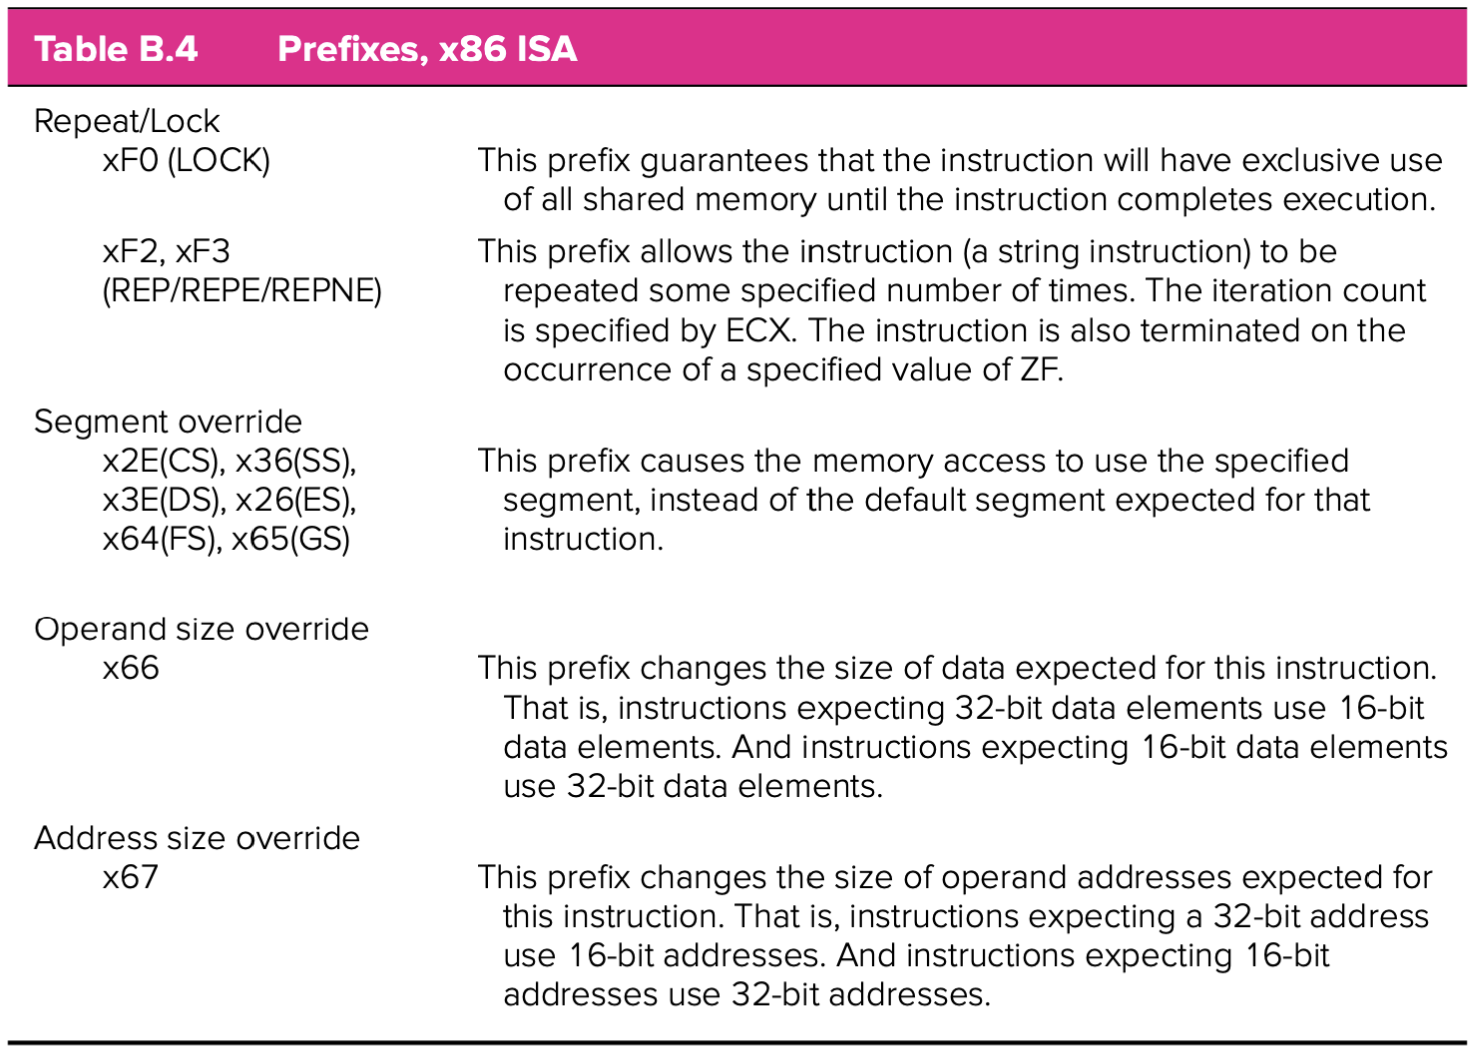 Table B.4 Prefixes, x86 ISA
Repeat/Lock
xF0 (LOCK) This prefix guarantees that the instruction will have exclusive use
of all shared memory until the instruction completes execution.
xF2, xF3 This prefix allows the instruction (a string instruction) to be
(REP/REPE/REPNE) repeated some specified number of times. The iteration count
is specified by ECX. The instruction is also terminated on the
occurrence of a specified value of ZF.
Segment override
x2E(CS), x36(SS), This prefix causes the memory access to use the specified
x3E(DS), x26(ES), segment, instead of the default segment expected for that
x64(FS), x65(GS) instruction.
Operand size override
x66 This prefix changes the size of data expected for this instruction.
That is, instructions expecting 32-bit data elements use 16-bit
data elements. And instructions expecting 16-bit data elements
use 32-bit data elements.
Address size override
x67 This prefix changes the size of operand addresses expected for
this instruction. That is, instructions expecting a 32-bit address
use 16-bit addresses. And instructions expecting 16-bit
addresses use 32-bit addresses.